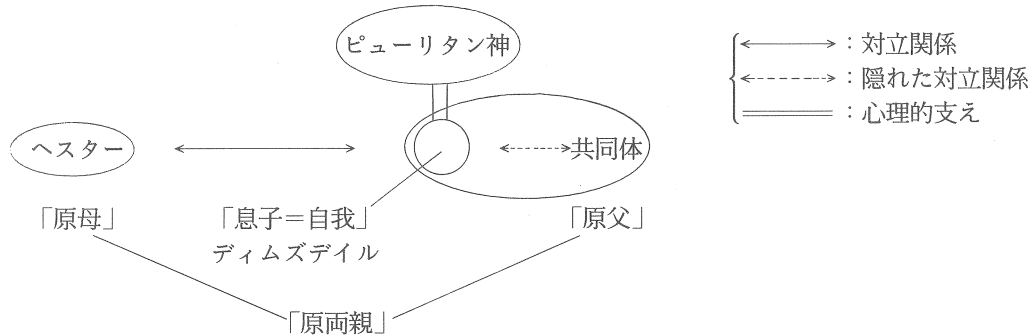 ピューリタン神
：対立関係
：隠れた対立関係
：心理的支え
ヘスター
共同体
「原母」
「息子＝自我」
ディムズデイル
「原父」
「原両親」